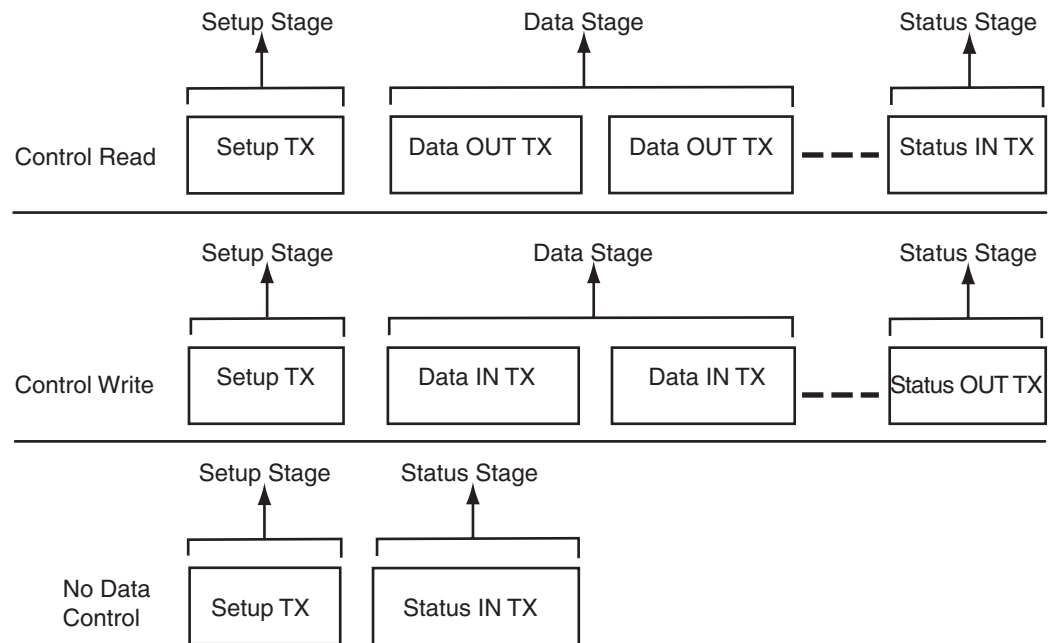 Setup Stage Data Stage Status Stage
Control Read Setup TX Data OUT TX Data OUT TX Status IN TX
Setup Stage Data Stage Status Stage
Control Write Setup TX Data IN TX Data IN TX Status OUT TX
Setup Stage Status Stage
No Data
Control Setup TX Status IN TX